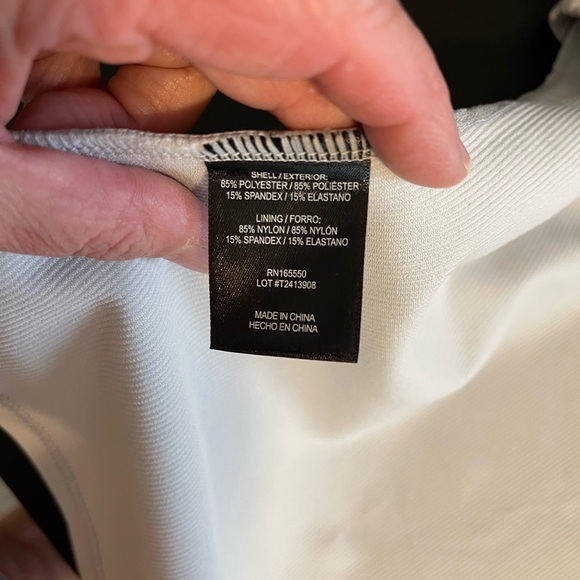 SHELL / EXTERIOR:
85% POLYESTER / 85% POLIÉSTER
15% SPANDEX / 15% ELASTANO
LINING / FORRO:
85% NYLON / 85% NYLÓN
15% SPANDEX / 15% ELASTANO
RN165550
LOT #T2413908
MADE IN CHINA
HECHO EN CHINA